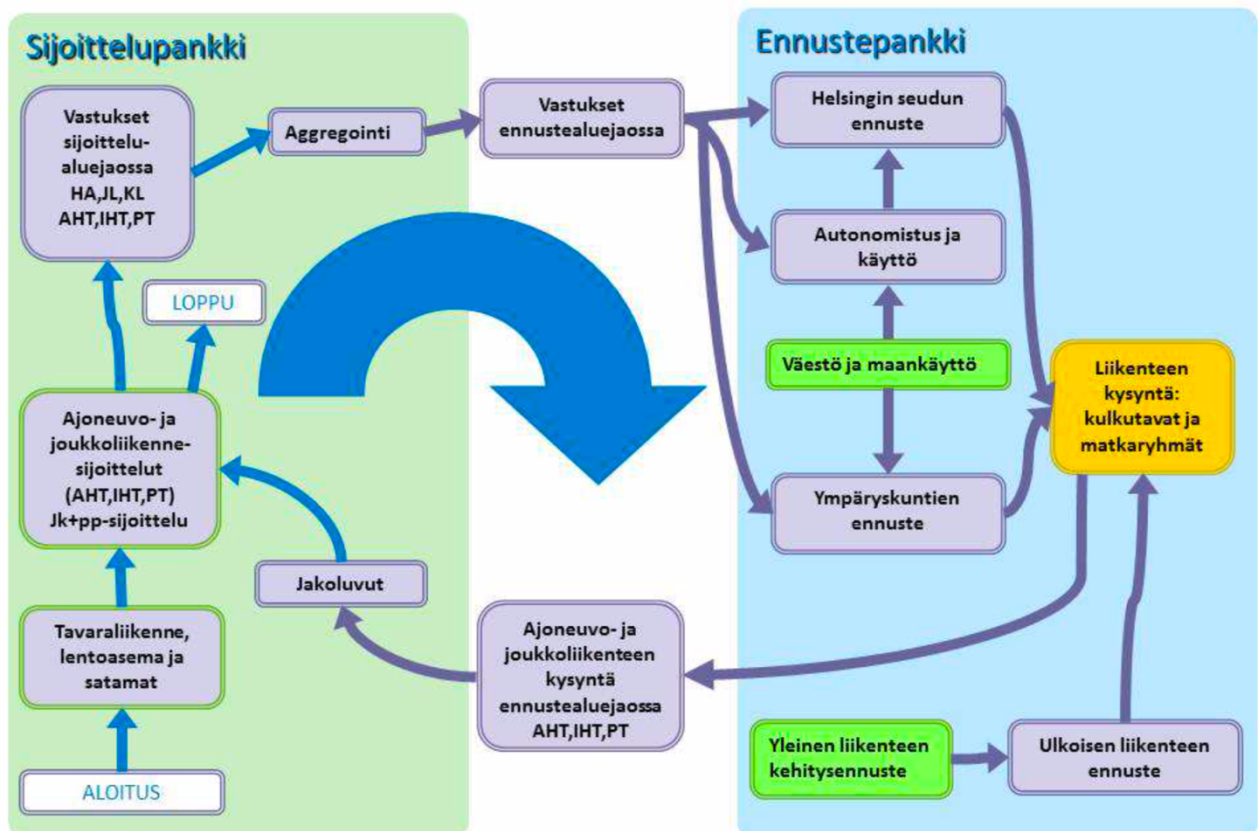 Sijoittelupankki
Vastukset
sijoittelu-
aluejaossa
HA,JL,KL
AHT,IHT,PT
Aggregointi
LOPPU
Ajoneuvo- ja
joukkoliikenne-
sijoittelut
(AHT,IHT,PT)
Jk+pp-sijoittelu
Jakoluvut
Tavaraliikenne,
lentoasema ja
satamat
ALOITUS
Vastukset
ennustealuejaossa
Ajoneuvo- ja
joukkoliikenteen
kysyntä
ennustealuejaossa
AHT,IHT,PT
Ennustepankki
Helsingin seudun
ennuste
Autonomistus ja
käyttö
Väestö ja maankäyttö
Ympäryskuntien
ennuste
Liikenteen
kysyntä:
kulkutavat ja
matkaryhmät
Yleinen liikenteen
kehitysennuste
Ulkoisen liikenteen
ennuste